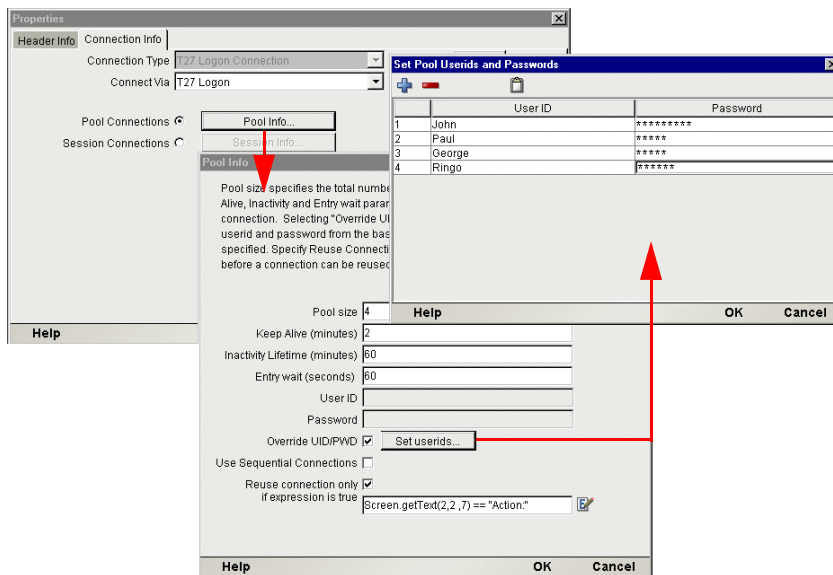 Properties
Header Info Connection Info
Connection Type T27 Logon Connection
Connect Via T27 Logon
Pool Connections Pool Info...
Session Connections Session Info...
Help
Set Pool Userids and Passwords
User ID Password
1 John *********
2 Paul *****
3 George *****
4 Ringo ******
Help OK Cancel
Pool Info
Pool size specifies the total numbe
Alive, Inactivity and Entry wait para
connection. Selecting "Override UI
userid and password from the bas
specified. Specify Reuse Connecti
before a connection can be reused
Pool size 4
Keep Alive (minutes) 2
Inactivity Lifetime (minutes) 60
Entry wait (seconds) 60
User ID
Password
Override UID/PWD Set userids...
Use Sequential Connections
Reuse connection only
if expression is true
Screen.getText(2,2 ,7) == "Action:"
Help OK Cancel